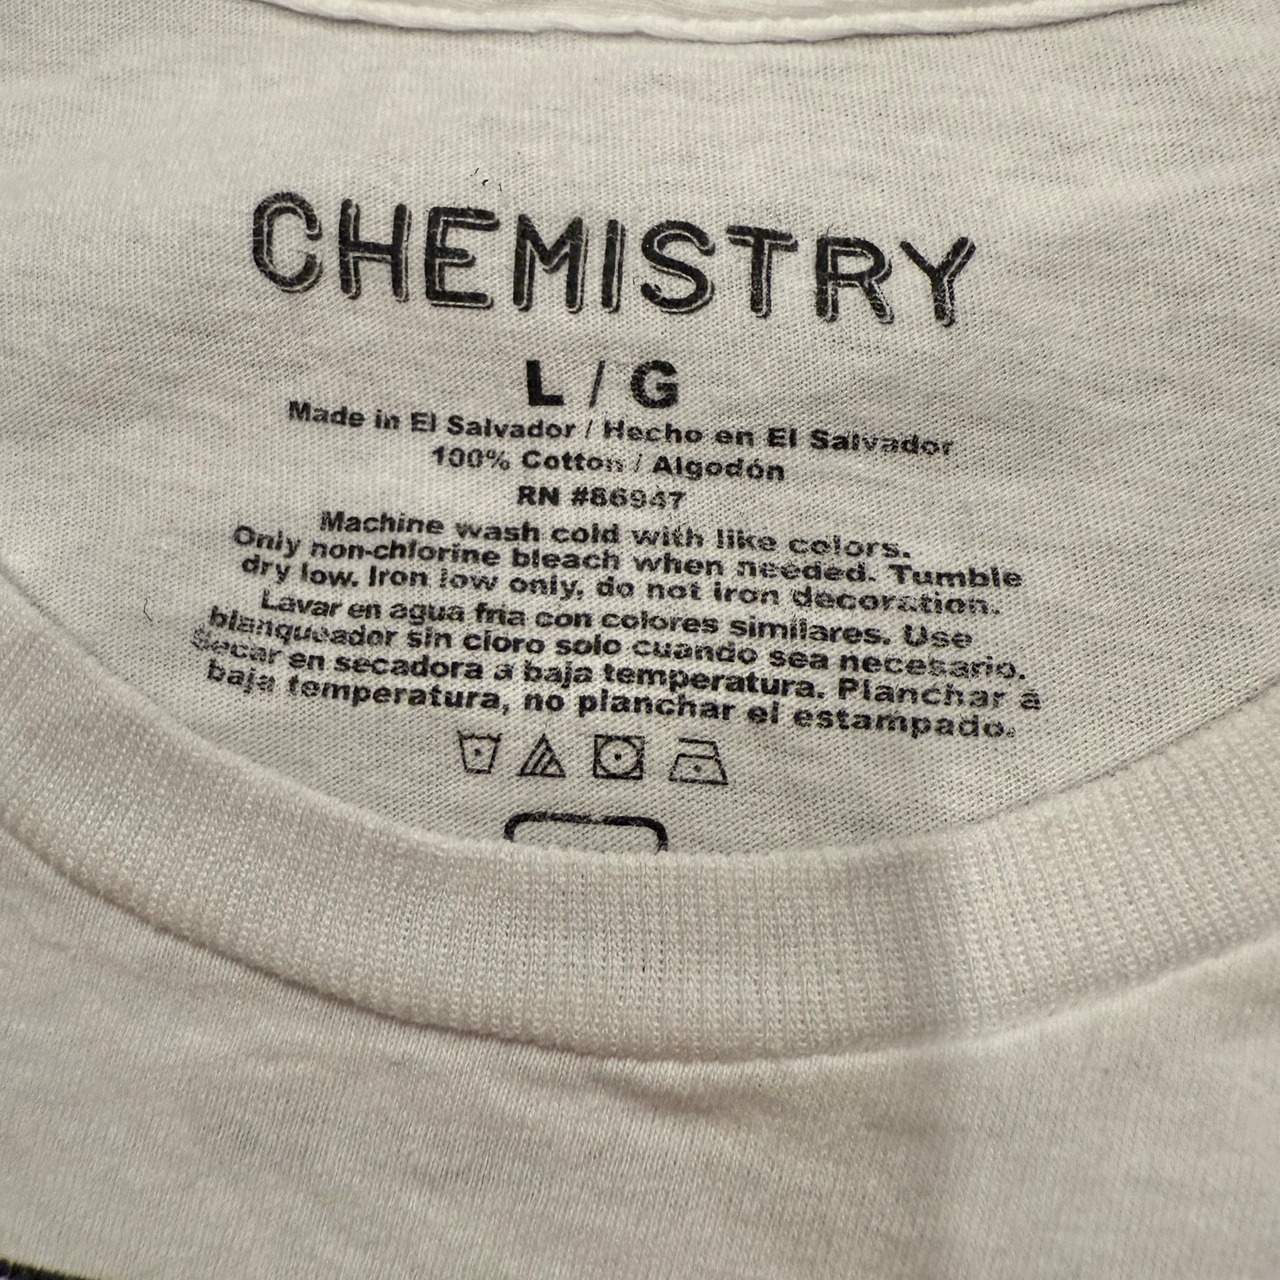 CHEMISTRY
L / G
Made in El Salvador / Hecho en El Salvador
100% Cotton / Algodón
RN #86947
Machine wash cold with like colors.
Only non-chlorine bleach when needed. Tumble
dry low. Iron low only, do not iron decoration.
Lavar en agua fria con colores similares. Use
blanqueador sin cloro solo cuando sea necesario.
Secar en secadora a baja temperatura. Planchar a
baja temperatura, no planchar el estampado.